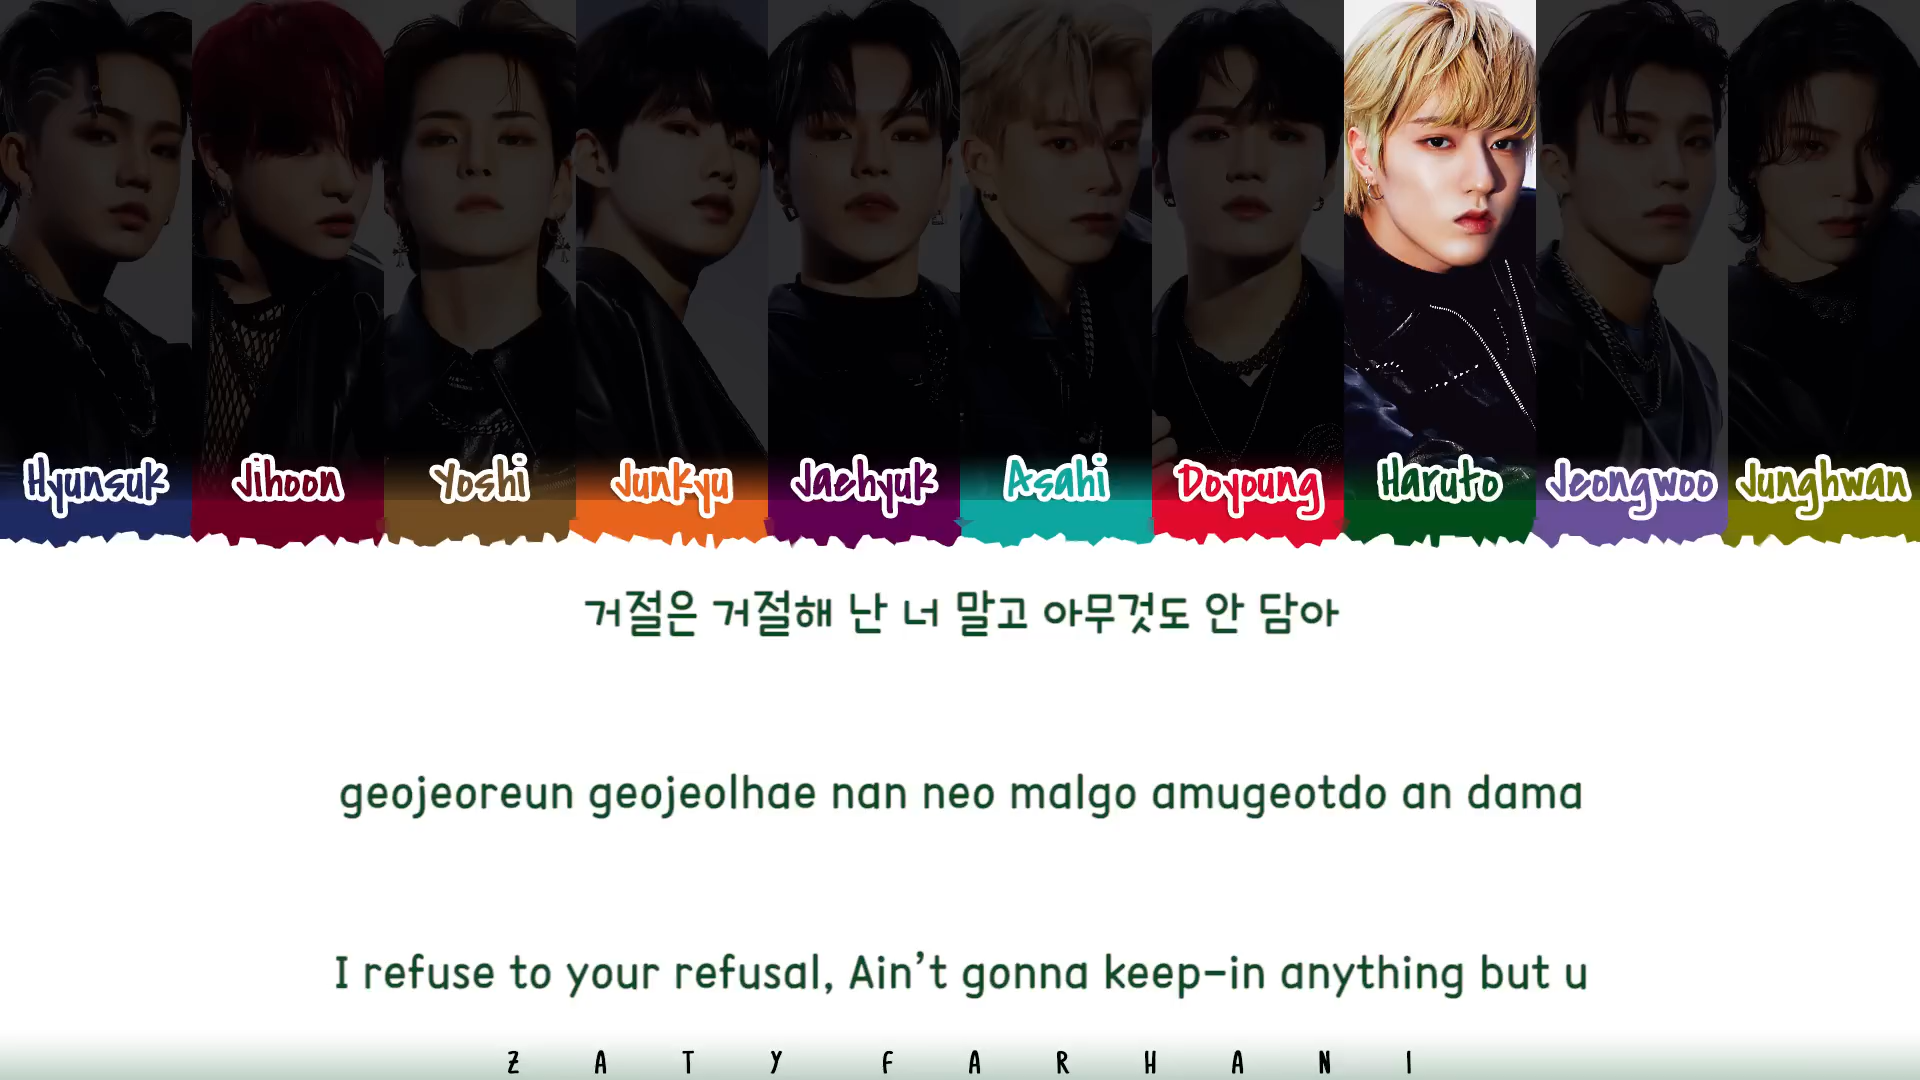 Hyunsuk Jihoon Yoshi Junkyu Jaehyuk Asahi Doyoung Haruto Jeongwoo Junghwan
거절은 거절해 난 너 말고 아무것도 안 담아
geojeoreun geojeolhae nan neo malgo amugeotdo an dama
I refuse to your refusal, Ain't gonna keep-in anything but u
ZATY FARHANI